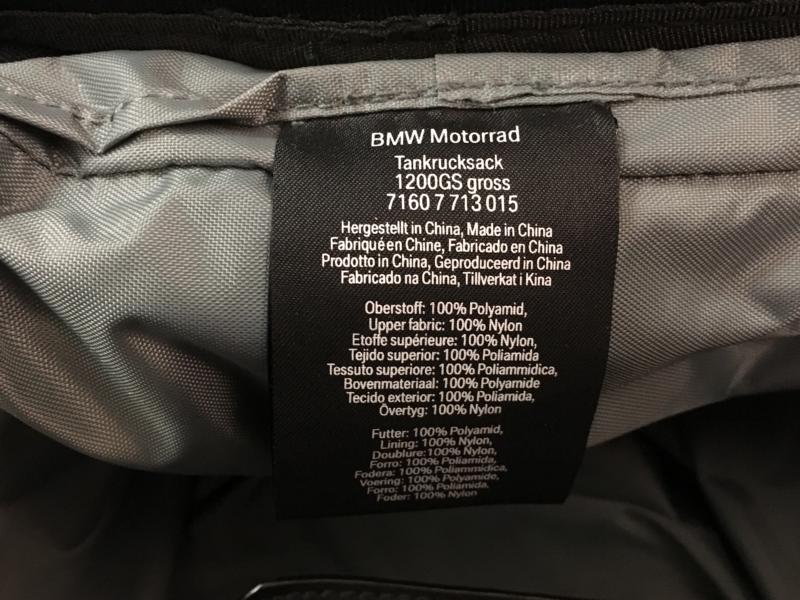 BMW Motorrad
Tankrucksack
1200GS gross
7160 7 713 015
Hergestellt in China, Made in China
Fabriqué en Chine, Fabricado en China
Prodotto in China, Geproduceerd in China
Fabricado na China, Tillverkat i Kina
Oberstoff: 100% Polyamid,
Upper fabric: 100% Nylon
Etoffe supérieure: 100% Nylon,
Tejido superior: 100% Poliamida
Tessuto superiore: 100% Poliammidica,
Bovenmateriaal: 100% Polyamide
Tecido exterior: 100% Poliamida,
Övertyg: 100% Nylon
Futter: 100% Polyamid,
Lining: 100% Nylon,
Doublure: 100% Nylon,
Forro: 100% Poliamida,
Fodera: 100% Poliammidica,
Voering: 100% Polyamide,
Forro: 100% Poliamida,
Foder: 100% Nylon